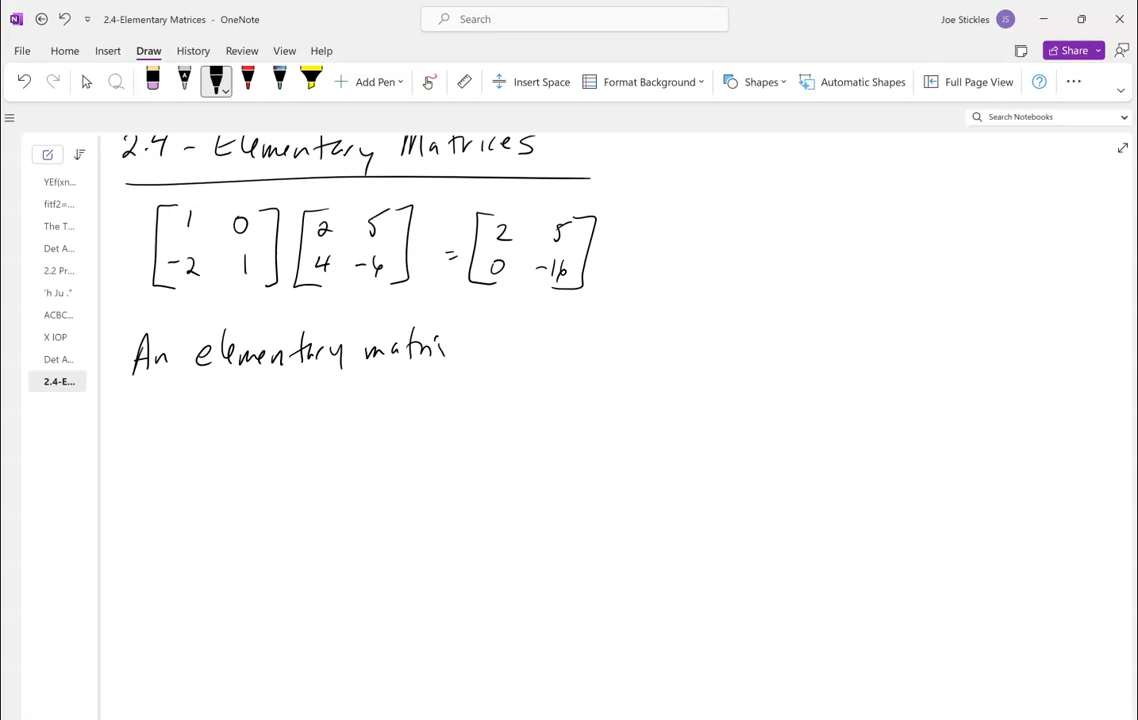 2.4-Elementary Matrices - OneNote
Search
Joe Stickles JS
File Home Insert Draw History Review View Help
Share
Add Pen
Insert Space
Format Background
Shapes
Automatic Shapes
Full Page View
Search Notebooks
YEf(xn...
fitf2=...
The T...
Det A...
2.2 Pr...
'h Ju ."
ACBC...
X IOP
Det A...
2.4-E...
2.4 - Elementary Matrices
[1 0] [2 5] = [2 5]
[-2 1] [4 -6] [0 -16]
An elementary matri